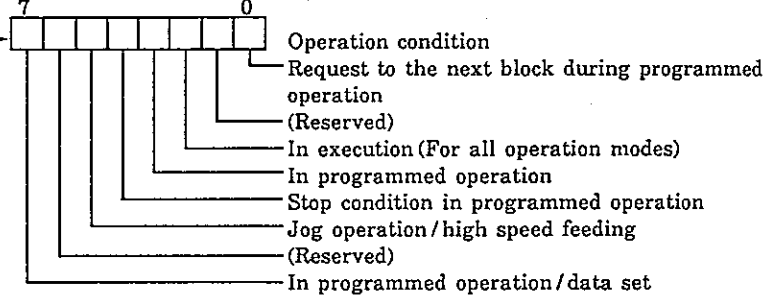 7 0
Operation condition
Request to the next block during programmed
operation
(Reserved)
In execution(For all operation modes)
In programmed operation
Stop condition in programmed operation
Jog operation/high speed feeding
(Reserved)
In programmed operation/data set